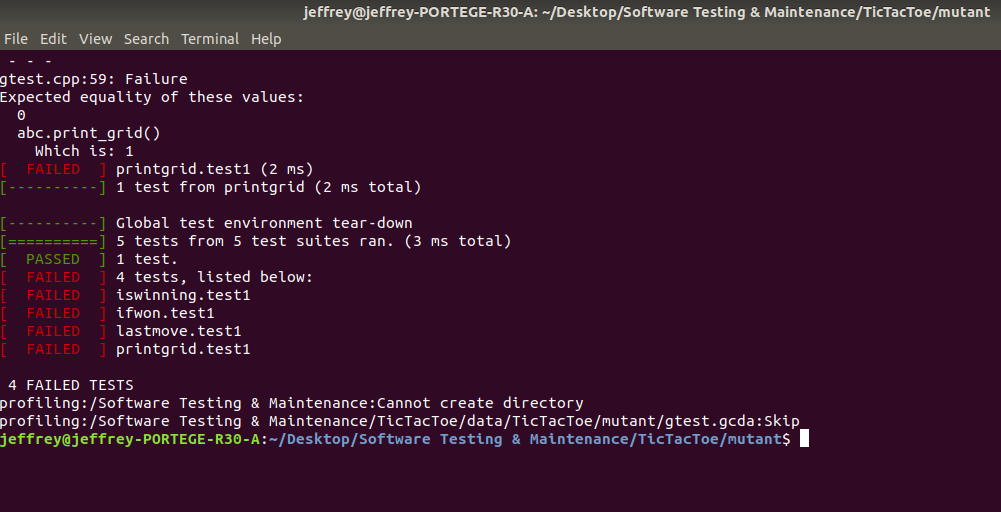 jeffrey@jeffrey-PORTEGE-R30-A: ~/Desktop/Software Testing & Maintenance/TicTacToe/mutant
File Edit View Search Terminal Help
- - -
gtest.cpp:59: Failure
Expected equality of these values:
  0
  abc.print_grid()
    Which is: 1
[  FAILED  ] printgrid.test1 (2 ms)
[----------] 1 test from printgrid (2 ms total)

[----------] Global test environment tear-down
[==========] 5 tests from 5 test suites ran. (3 ms total)
[  PASSED  ] 1 test.
[  FAILED  ] 4 tests, listed below:
[  FAILED  ] iswinning.test1
[  FAILED  ] ifwon.test1
[  FAILED  ] lastmove.test1
[  FAILED  ] printgrid.test1

 4 FAILED TESTS
profiling:/Software Testing & Maintenance:Cannot create directory
profiling:/Software Testing & Maintenance/TicTacToe/data/TicTacToe/mutant/gtest.gcda:Skip
jeffrey@jeffrey-PORTEGE-R30-A:~/Desktop/Software Testing & Maintenance/TicTacToe/mutant$